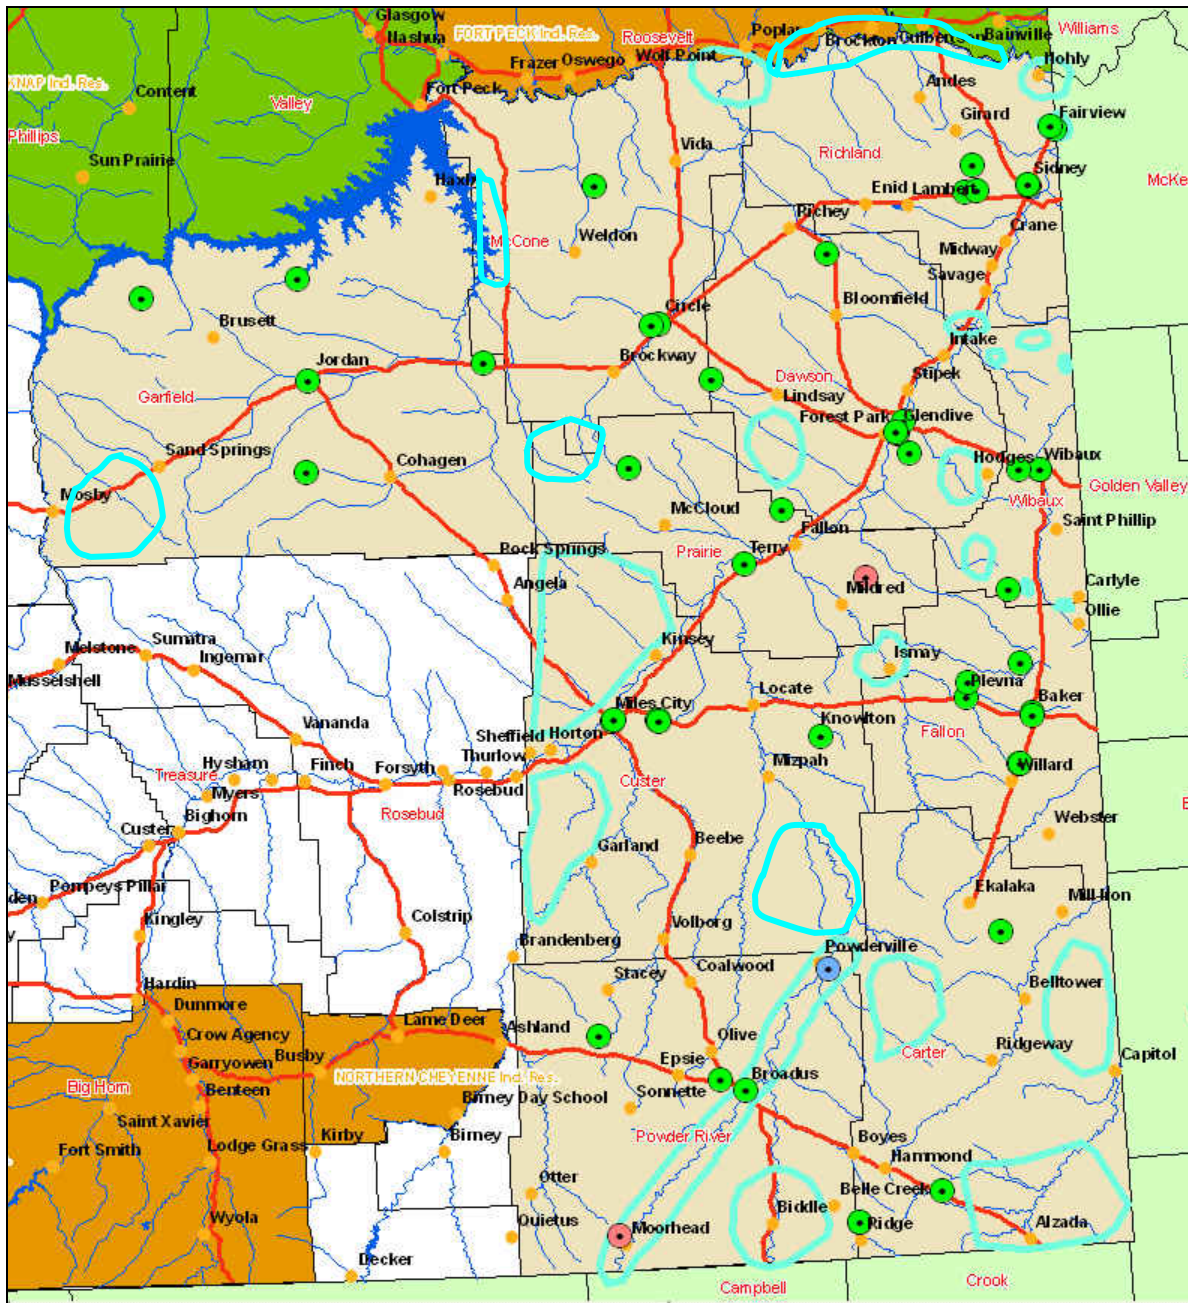 Glasgow
Williams
FORT PECK Ind. Res.
Roosevelt
Poplar
Bainville
Nashua
Brockton
Culbertson
Wolf Point
Oswego
Frazer
Hohly
KNAP Ind. Res.
Content
Valley
Fort Peck
Andes
Girard
Fairview
Phillips
Sun Prairie
Vida
Richland
Sidney
McKe
Haxby
Enid
Lambert
Richey
Crane
McCone
Weldon
Midway
Savage
Bloomfield
Circle
Brusett
Intake
Jordan
Brockway
Stipek
Dawson
Garfield
Lindsay
Forest Park
Glendive
Sand Springs
Cohagen
Hodges
Wibaux
Golden Valley
Mosby
Wibaux
McCloud
Fallon
Saint Phillip
Rock Springs
Prairie
Terry
Angela
Mildred
Carlyle
Ollie
Melstone
Sumatra
Ingomar
Kinsey
Ismay
Musselshell
Plevna
Locate
Baker
Vananda
Miles City
Knowlton
Fallon
Sheffield
Horton
Thurlow
Hysham
Finch
Forsyth
Treasure
Mizpah
Willard
Myers
Rosebud
Custer
Bighorn
Rosebud
Custer
Webster
Beebe
Garland
den
Pompeys Pillar
Ekalaka
Mill Iron
y
Kingley
Colstrip
Volborg
Brandenberg
Powderville
Stacey
Coalwood
Hardin
Belltower
Dunmore
Lame Deer
Ashland
Olive
Crow Agency
Garryowen
Busby
Epsie
Carter
Ridgeway
Capitol
Big Horn
Benteen
NORTHERN CHEYENNE Ind. Res.
Sonnette
Broadus
Birney Day School
Saint Xavier
Kirby
Birney
Powder River
Boyes
Lodge Grass
Fort Smith
Hammond
Otter
Belle Creek
Biddle
Wyola
Quietus
Moorhead
Ridge
Alzada
Decker
Campbell
Crook